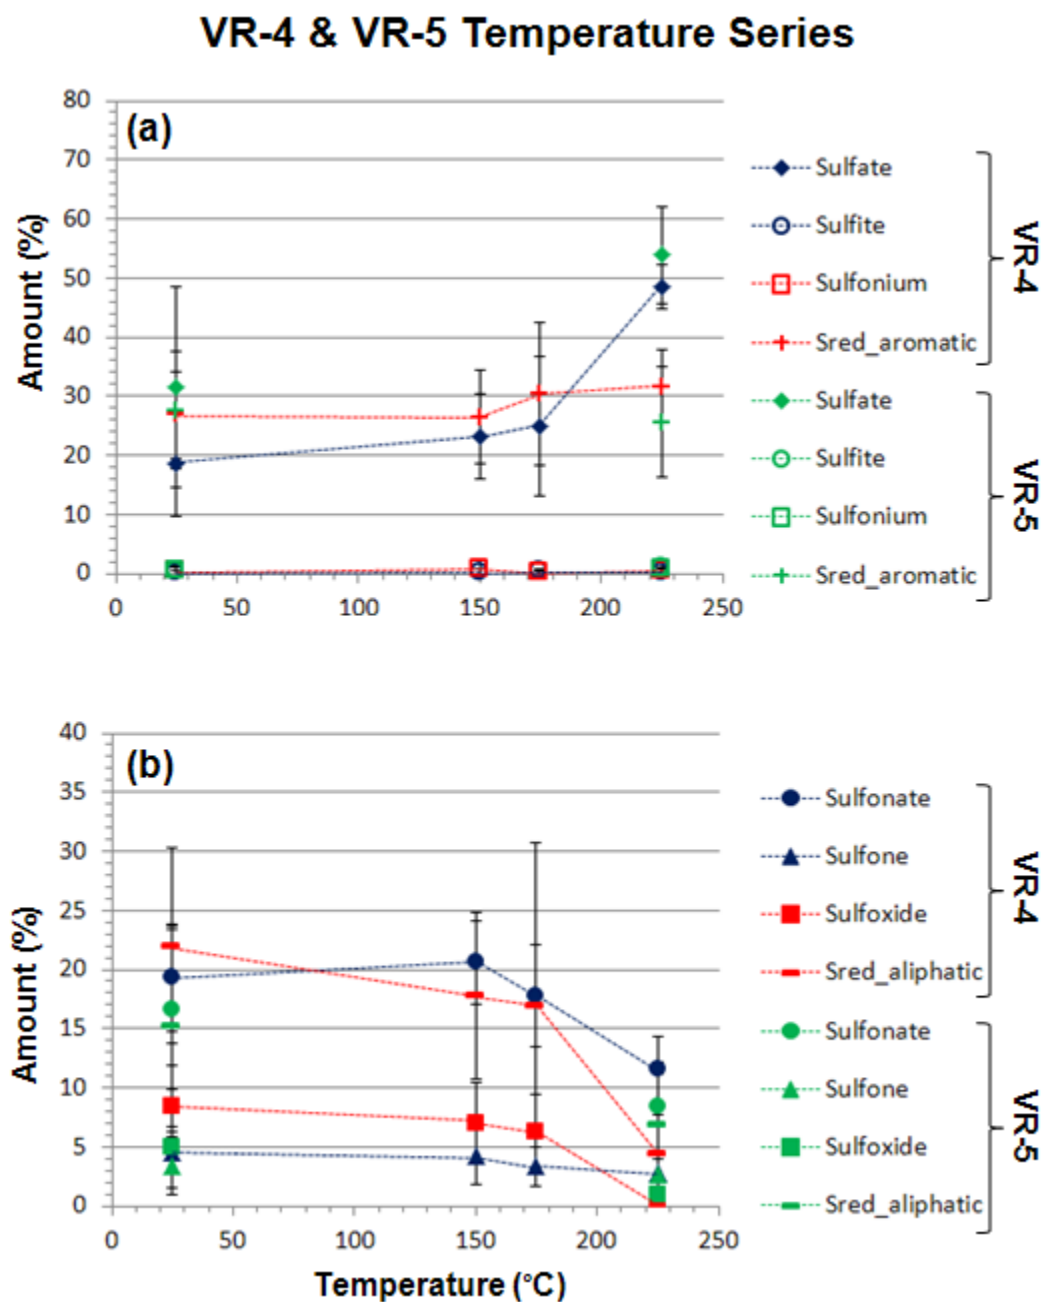 VR-4 & VR-5 Temperature Series
(a)
Amount (%)
80
70
60
50
40
30
20
10
0
0 50 100 150 200 250
Sulfate
Sulfite
Sulfonium
Sred_aromatic
VR-4
Sulfate
Sulfite
Sulfonium
Sred_aromatic
VR-5
(b)
Amount (%)
40
35
30
25
20
15
10
5
0
0 50 100 150 200 250
Temperature (°C)
Sulfonate
Sulfone
Sulfoxide
Sred_aliphatic
VR-4
Sulfonate
Sulfone
Sulfoxide
Sred_aliphatic
VR-5